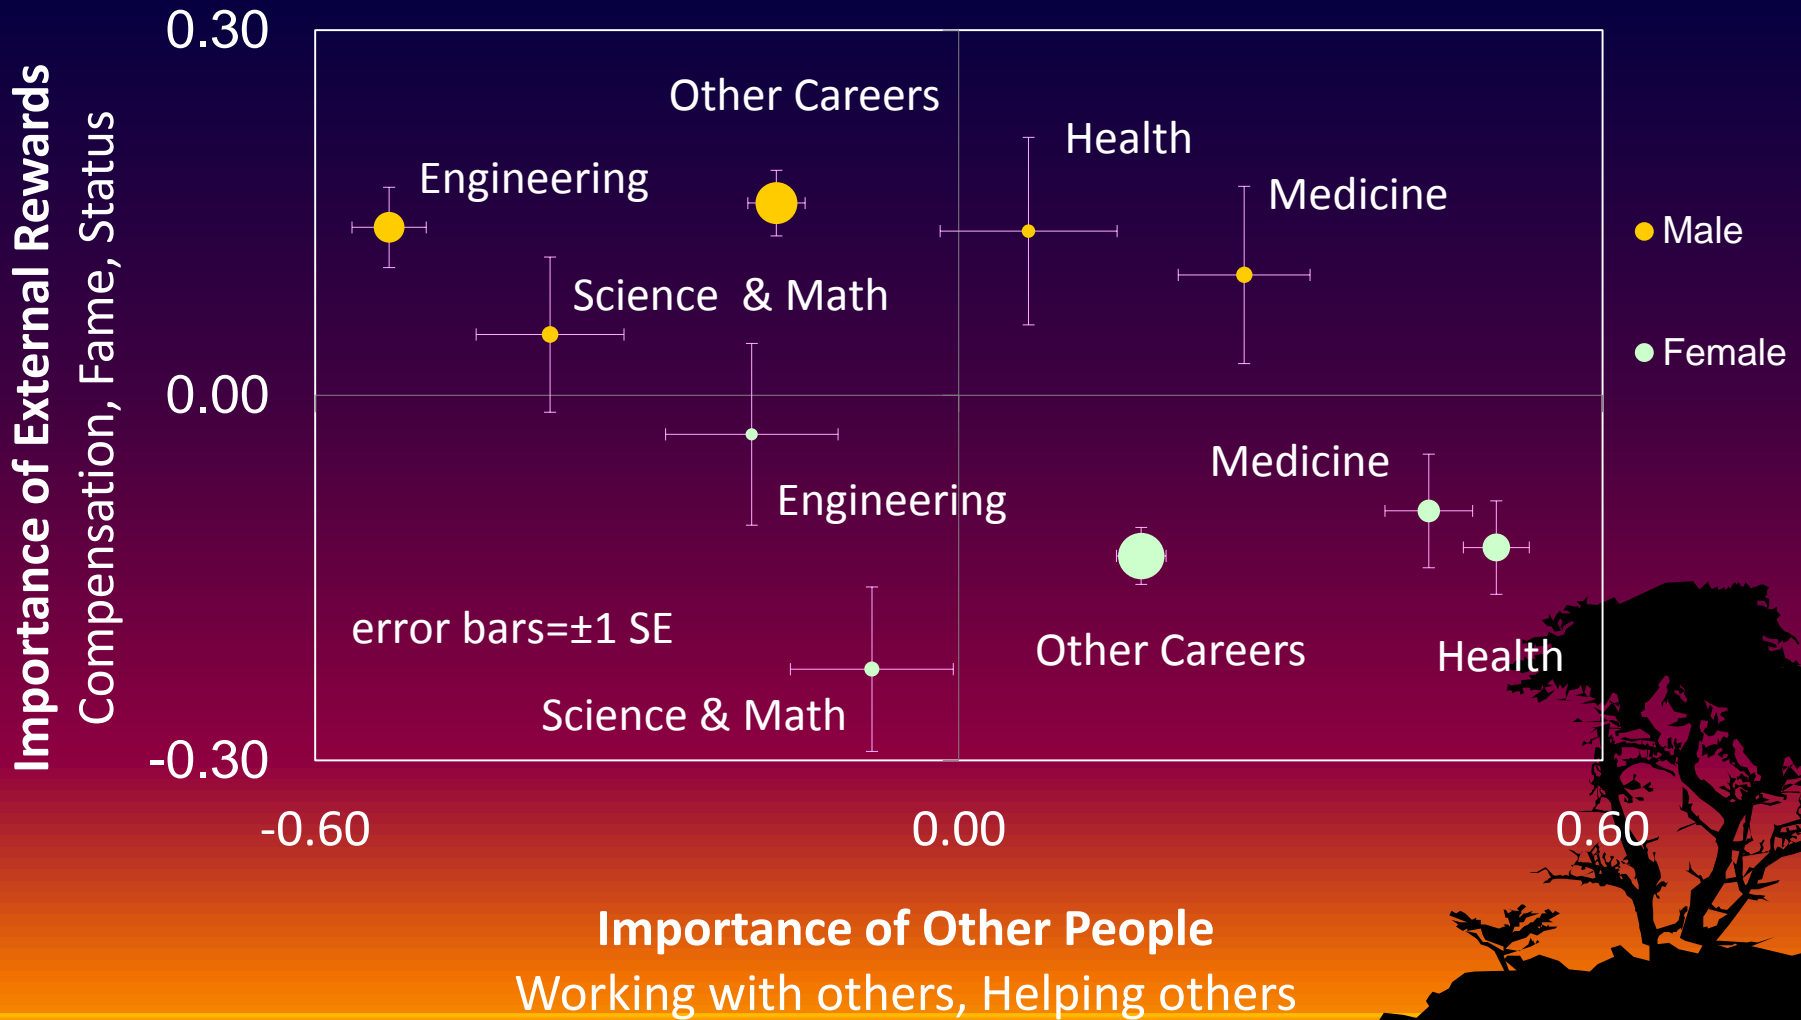 Importance of External Rewards
Compensation, Fame, Status
0.30
0.00
-0.30
Other Careers
Health
Engineering
Medicine
Science & Math
Male
Female
Medicine
Engineering
error bars=±1 SE
Other Careers
Health
Science & Math
-0.60
0.00
0.60
Importance of Other People
Working with others, Helping others